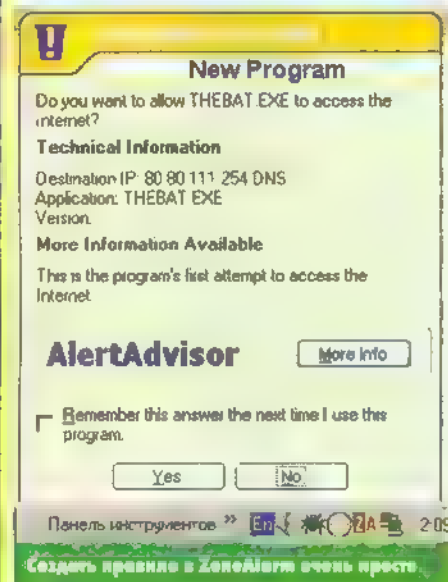 New Program
Do you want to allow THEBAT.EXE to access the
internet?
Technical Information
Destination IP: 80.80.111.254 DNS
Application: THEBAT.EXE
Version:
More Information Available
This is the program's first attempt to access the
Internet
AlertAdvisor
More Info
Remember this answer the next time I use this
program.
Yes
No
Панель инструментов » En ZA 2:09
Создать правило в ZoneAlarm очень просто